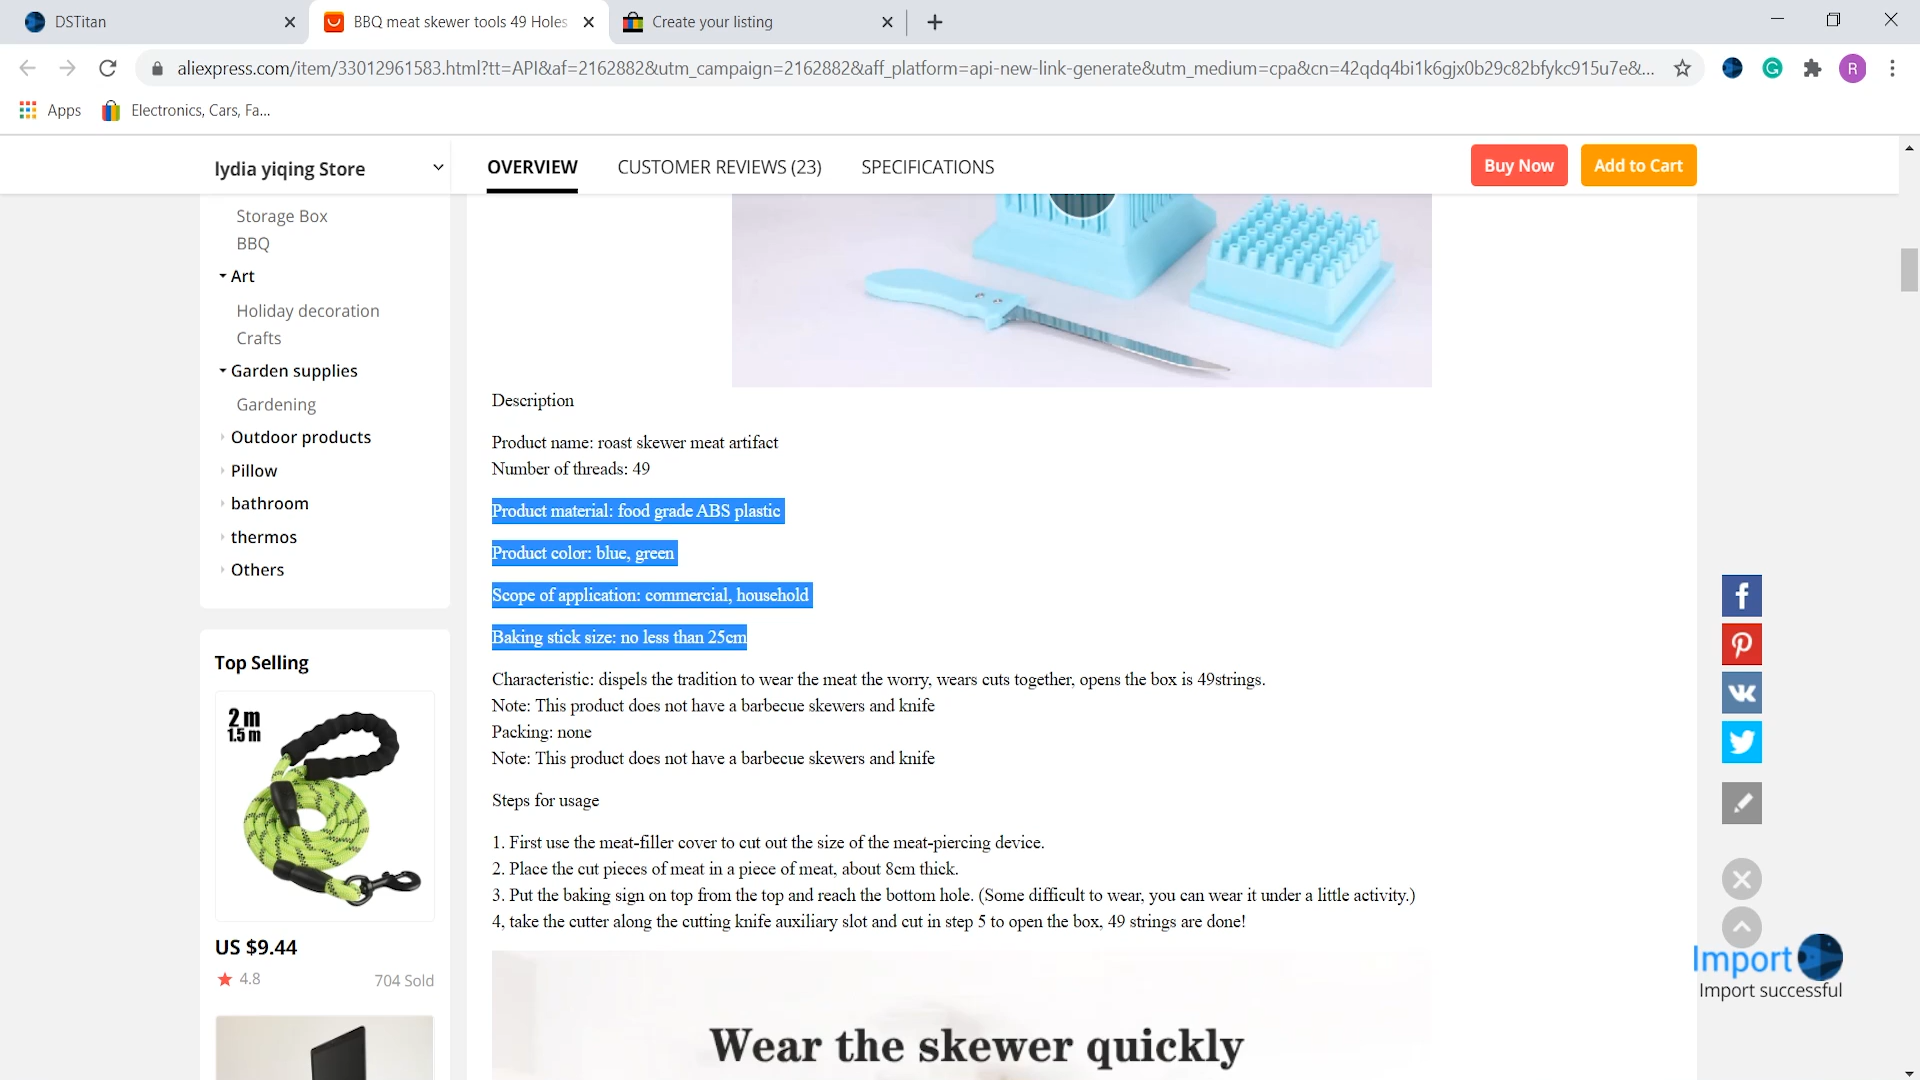 DSTitan
BBQ meat skewer tools 49 Holes
Create your listing
aliexpress.com/item/33012961583.html?tt=API&af=2162882&utm_campaign=2162882&aff_platform=api-new-link-generate&utm_medium=cpa&cn=42qdq4bi1k6gjx0b29c82bfykc915u7e&...
R
Apps
Electronics, Cars, Fa...
lydia yiqing Store
OVERVIEW
CUSTOMER REVIEWS (23)
SPECIFICATIONS
Buy Now
Add to Cart
Storage Box
BBQ
Art
Holiday decoration
Crafts
Garden supplies
Gardening
Outdoor products
Pillow
bathroom
thermos
Others
Top Selling
2 m
1.5 m
US $9.44
4.8
704 Sold
Description
Product name: roast skewer meat artifact
Number of threads: 49
Product material: food grade ABS plastic
Product color: blue, green
Scope of application: commercial, household
Baking stick size: no less than 25cm
Characteristic: dispels the tradition to wear the meat the worry, wears cuts together, opens the box is 49strings.
Note: This product does not have a barbecue skewers and knife
Packing: none
Note: This product does not have a barbecue skewers and knife
Steps for usage
1. First use the meat-filler cover to cut out the size of the meat-piercing device.
2. Place the cut pieces of meat in a piece of meat, about 8cm thick.
3. Put the baking sign on top from the top and reach the bottom hole. (Some difficult to wear, you can wear it under a little activity.)
4, take the cutter along the cutting knife auxiliary slot and cut in step 5 to open the box, 49 strings are done!
Wear the skewer quickly
Import
Import successful